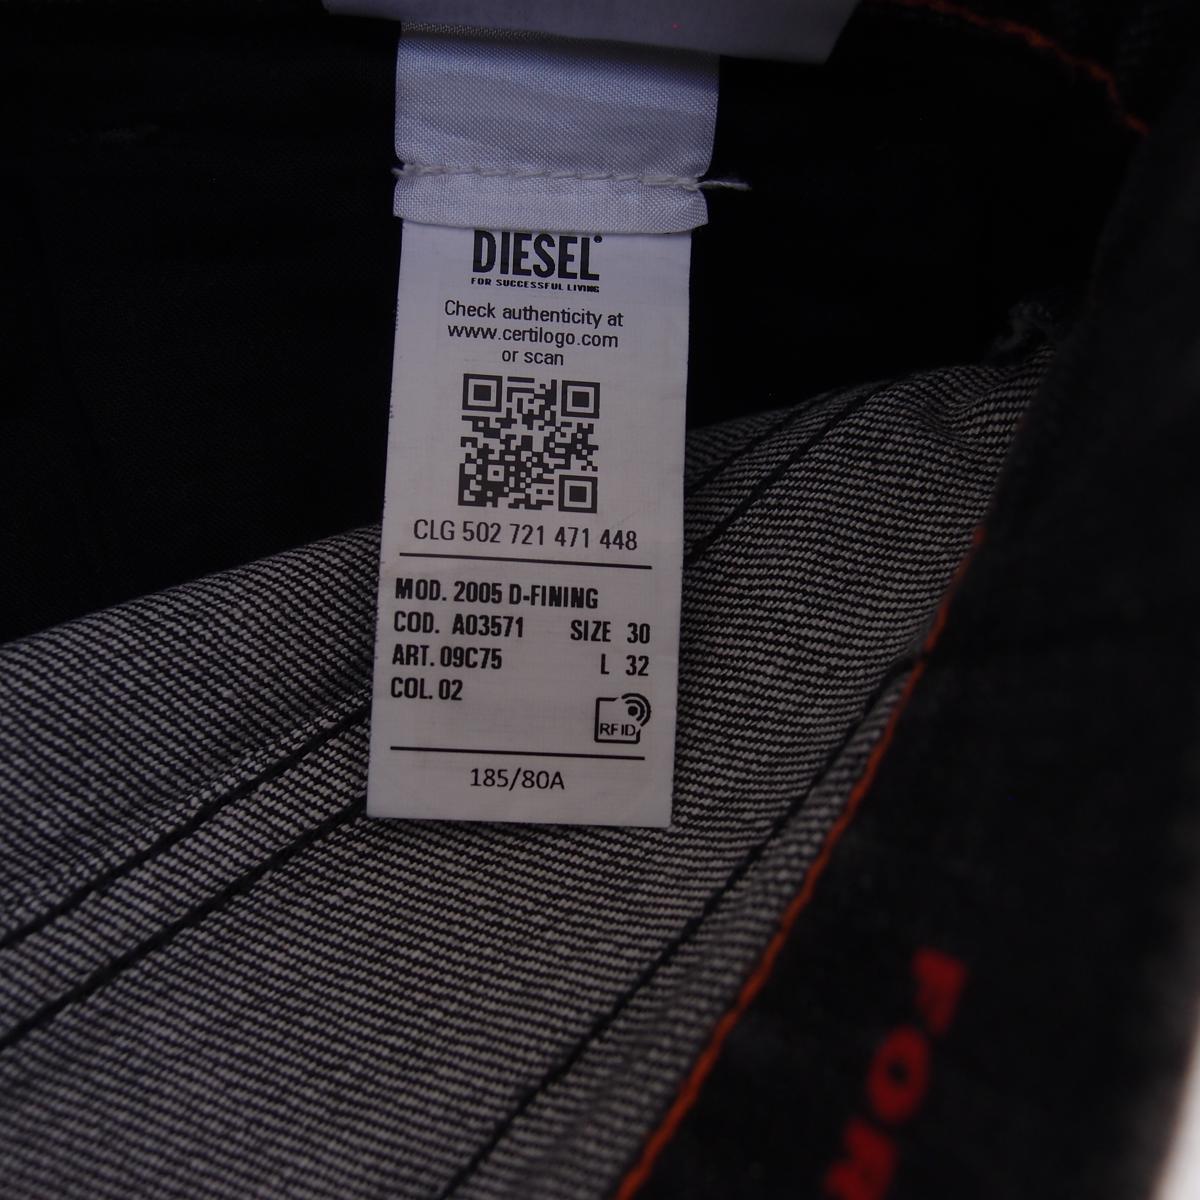 DIESEL
FOR SUCCESSFUL LIVING
Check authenticity at
www.certilogo.com
or scan
CLG 502 721 471 448
MOD. 2005 D-FINING
COD. A03571 SIZE 30
ART. 09C75 L 32
COL. 02
RFID
185/80A